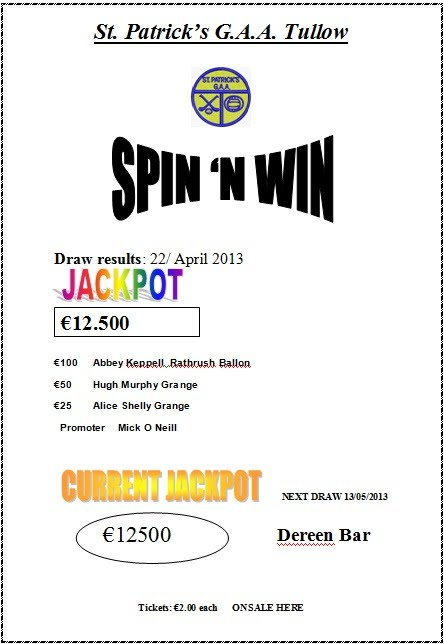 St. Patrick's G.A.A. Tullow
ST. PATRICK'S
G.A.A.
SPIN 'N WIN
Draw results: 22/ April 2013
JACKPOT
€12.500
€100 Abbey Keppell, Rathrush Ballon
€50 Hugh Murphy Grange
€25 Alice Shelly Grange
Promoter Mick O Neill
CURRENT JACKPOT
NEXT DRAW 13/05/2013
€12500
Dereen Bar
Tickets: €2.00 each ONSALE HERE